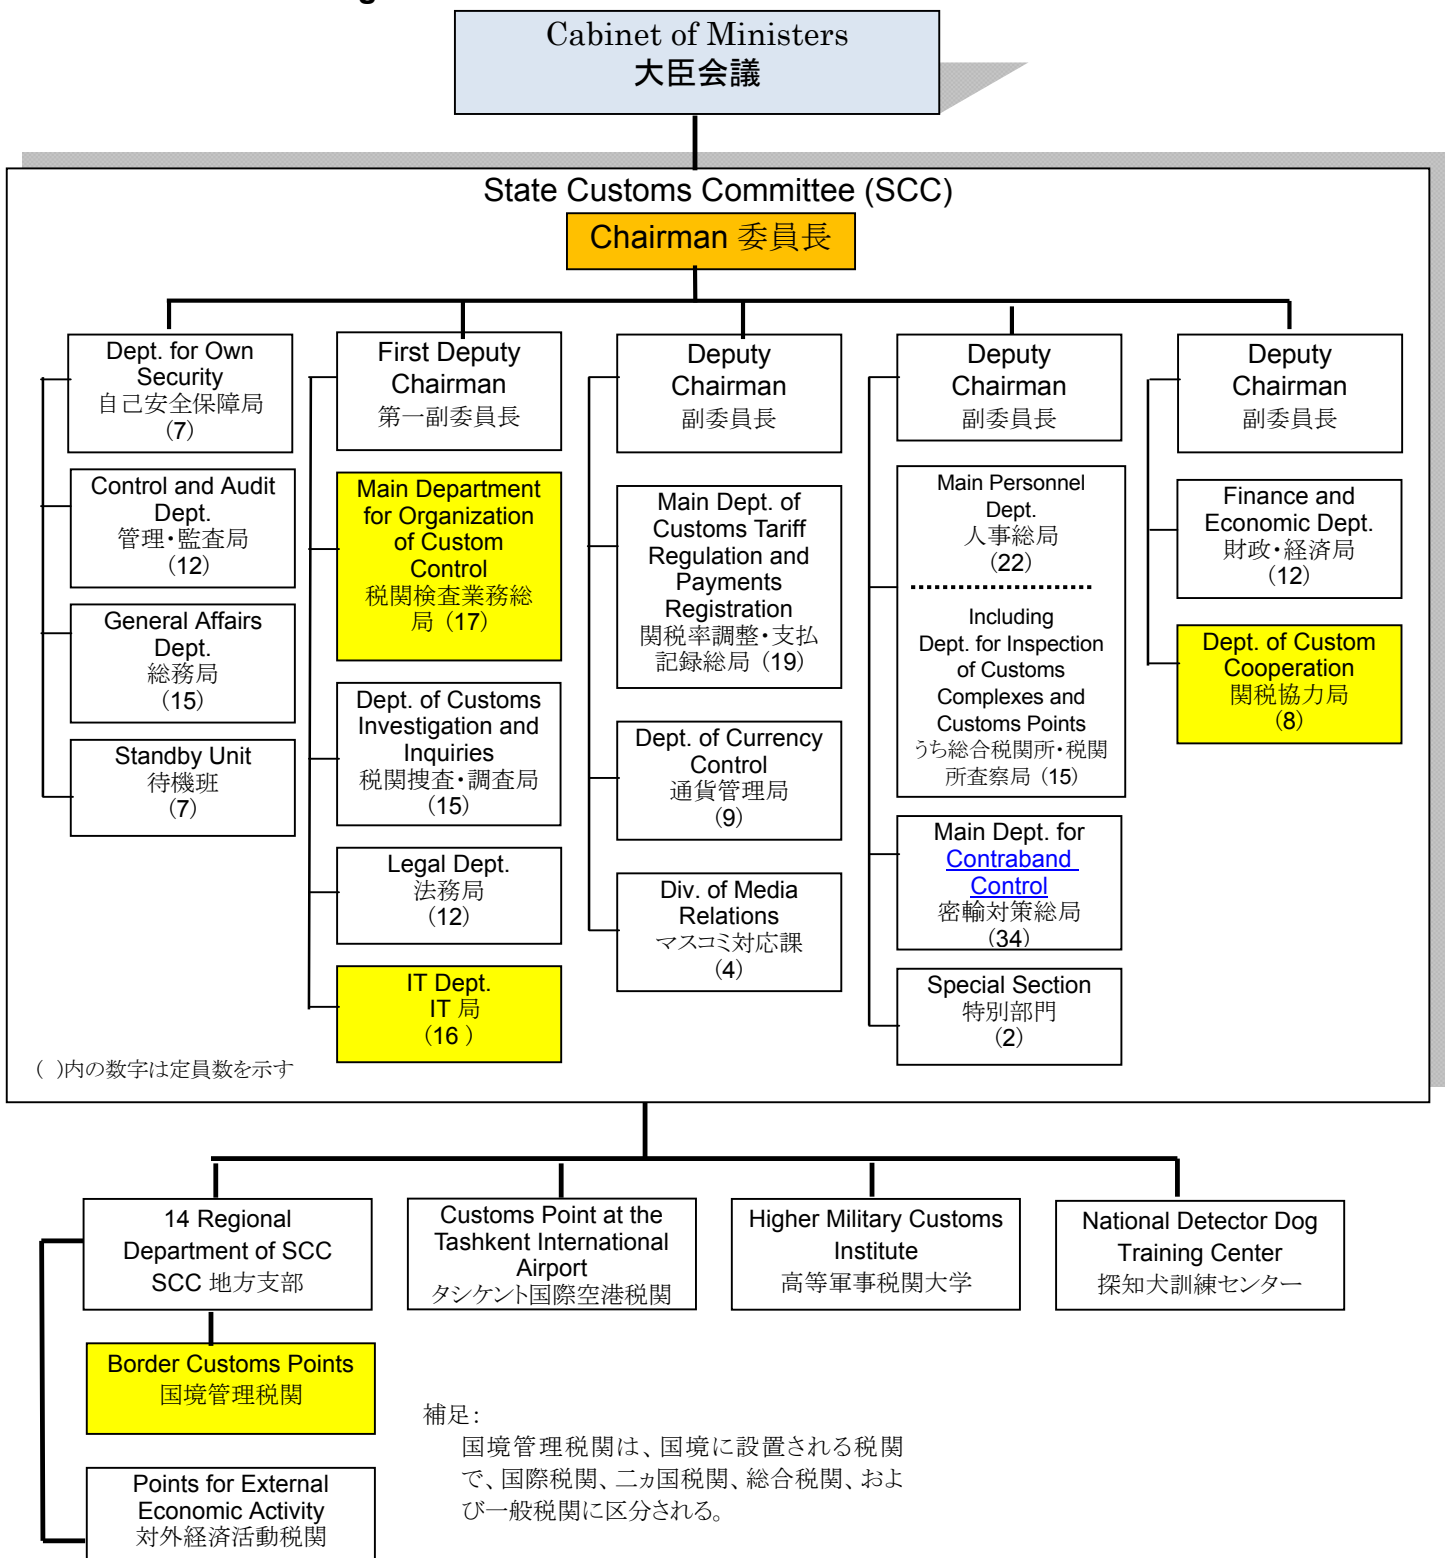 Cabinet of Ministers
大臣会議
State Customs Committee (SCC)
Chairman 委員長
Dept. for Own
Security
自己安全保障局
(7)
Control and Audit
Dept.
管理・監査局
(12)
General Affairs
Dept.
総務局
(15)
Standby Unit
待機班
(7)
First Deputy
Chairman
第一副委員長
Main Department
for Organization
of Custom
Control
税関検査業務総
局 (17)
Dept. of Customs
Investigation and
Inquiries
税関捜査・調査局
(15)
Legal Dept.
法務局
(12)
IT Dept.
IT 局
(16 )
Deputy
Chairman
副委員長
Main Dept. of
Customs Tariff
Regulation and
Payments
Registration
関税率調整・支払
記録総局 (19)
Dept. of Currency
Control
通貨管理局
(9)
Div. of Media
Relations
マスコミ対応課
(4)
Deputy
Chairman
副委員長
Main Personnel
Dept.
人事総局
(22)
Including
Dept. for Inspection
of Customs
Complexes and
Customs Points
うち総合税関所・税関
所査察局 (15)
Main Dept. for
Contraband
Control
密輸対策総局
(34)
Special Section
特別部門
(2)
Deputy
Chairman
副委員長
Finance and
Economic Dept.
財政・経済局
(12)
Dept. of Custom
Cooperation
関税協力局
(8)
( )内の数字は定員数を示す
14 Regional
Department of SCC
SCC 地方支部
Customs Point at the
Tashkent International
Airport
タシケント国際空港税関
Higher Military Customs
Institute
高等軍事税関大学
National Detector Dog
Training Center
探知犬訓練センター
Border Customs Points
国境管理税関
Points for External
Economic Activity
対外経済活動税関
補足：
国境管理税関は、国境に設置される税関
で、国際税関、二ヵ国税関、総合税関、およ
び一般税関に区分される。